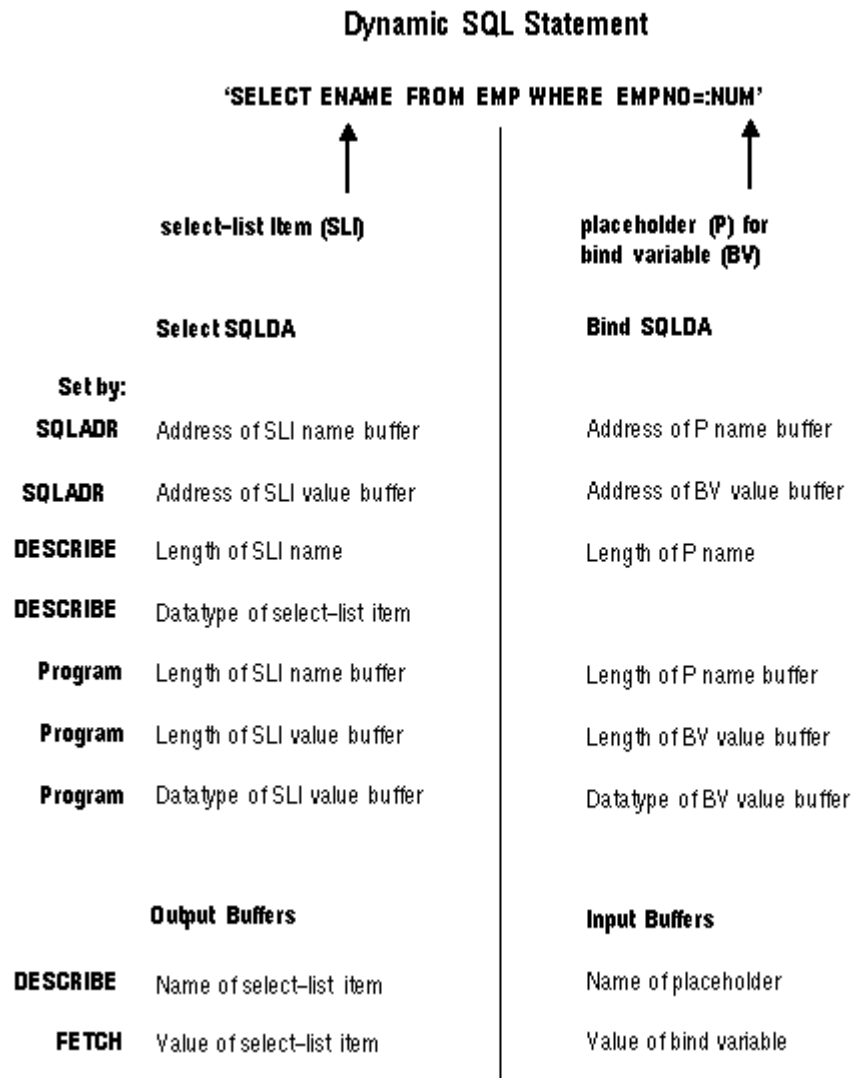 Dynamic SQL Statement
‘SELECT ENAME FROM EMP WHERE EMPNO=:NUM’
select–list Item (SLI)
placeholder (P) for
bind variable (BV)
Select SQLDA
Bind SQLDA
Set by:
SQLADR Address of SLI name buffer Address of P name buffer
SQLADR Address of SLI value buffer Address of BV value buffer
DESCRIBE Length of SLI name Length of P name
DESCRIBE Datatype of select–list item
Program Length of SLI name buffer Length of P name buffer
Program Length of SLI value buffer Length of BV value buffer
Program Datatype of SLI value buffer Datatype of BV value buffer
Output Buffers Input Buffers
DESCRIBE Name of select–list item Name of placeholder
FETCH Value of select–list item Value of bind variable